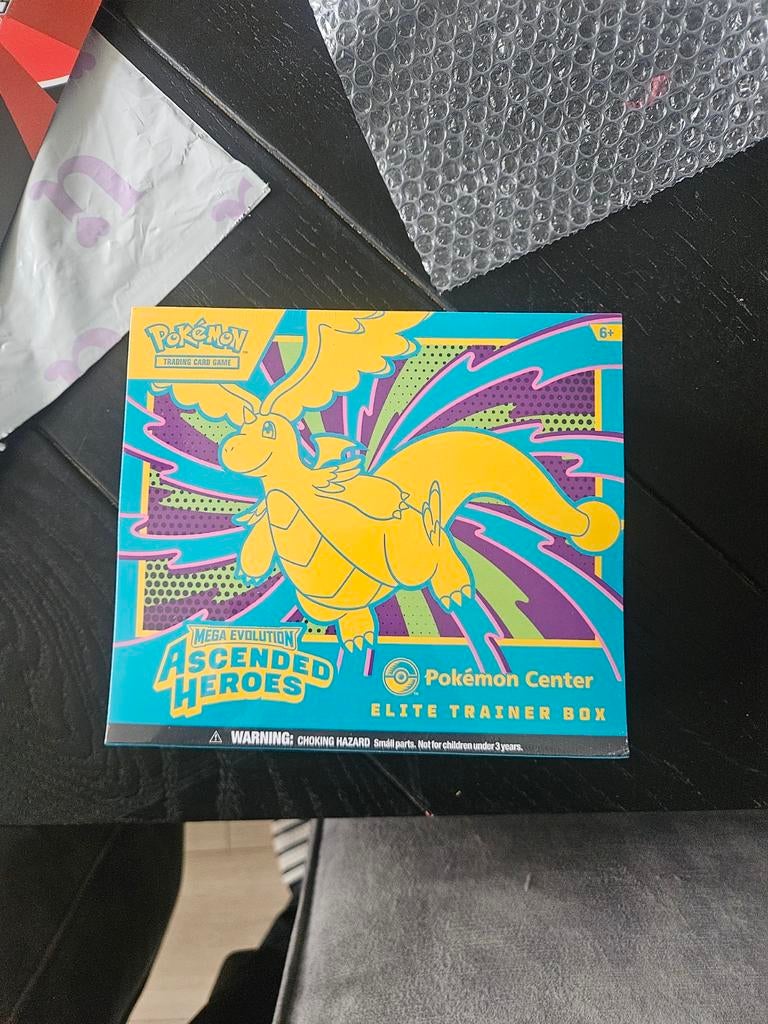 Pokémon
TRADING CARD GAME
6+
MEGA EVOLUTION
ASCENDED
HEROES
Pokémon Center
ELITE TRAINER BOX
WARNING: CHOKING HAZARD Small parts. Not for children under 3 years.
n